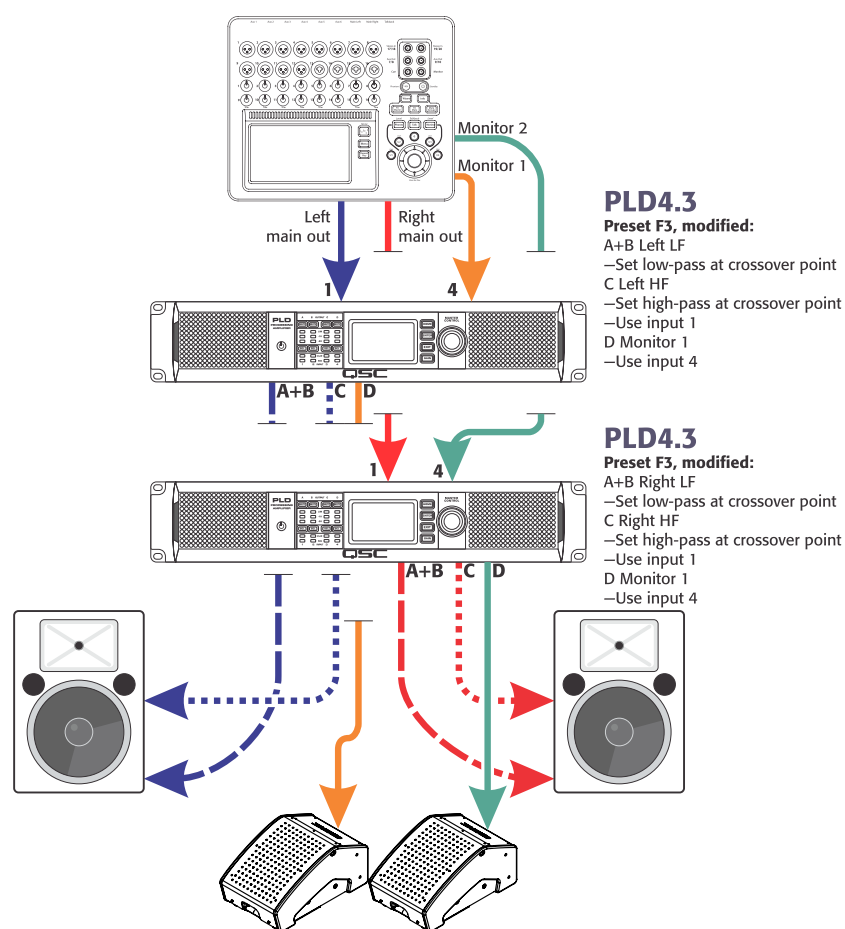 Monitor 2
Monitor 1
Left
main out
Right
main out
1
4
PLD4.3
Preset F3, modified:
A+B Left LF
—Set low-pass at crossover point
C Left HF
—Set high-pass at crossover point
—Use input 1
D Monitor 1
—Use input 4
PLD
QSC
A+B
C
D
1
4
PLD4.3
Preset F3, modified:
A+B Right LF
—Set low-pass at crossover point
C Right HF
—Set high-pass at crossover point
—Use input 1
D Monitor 1
—Use input 4
PLD
QSC
A+B
C
D